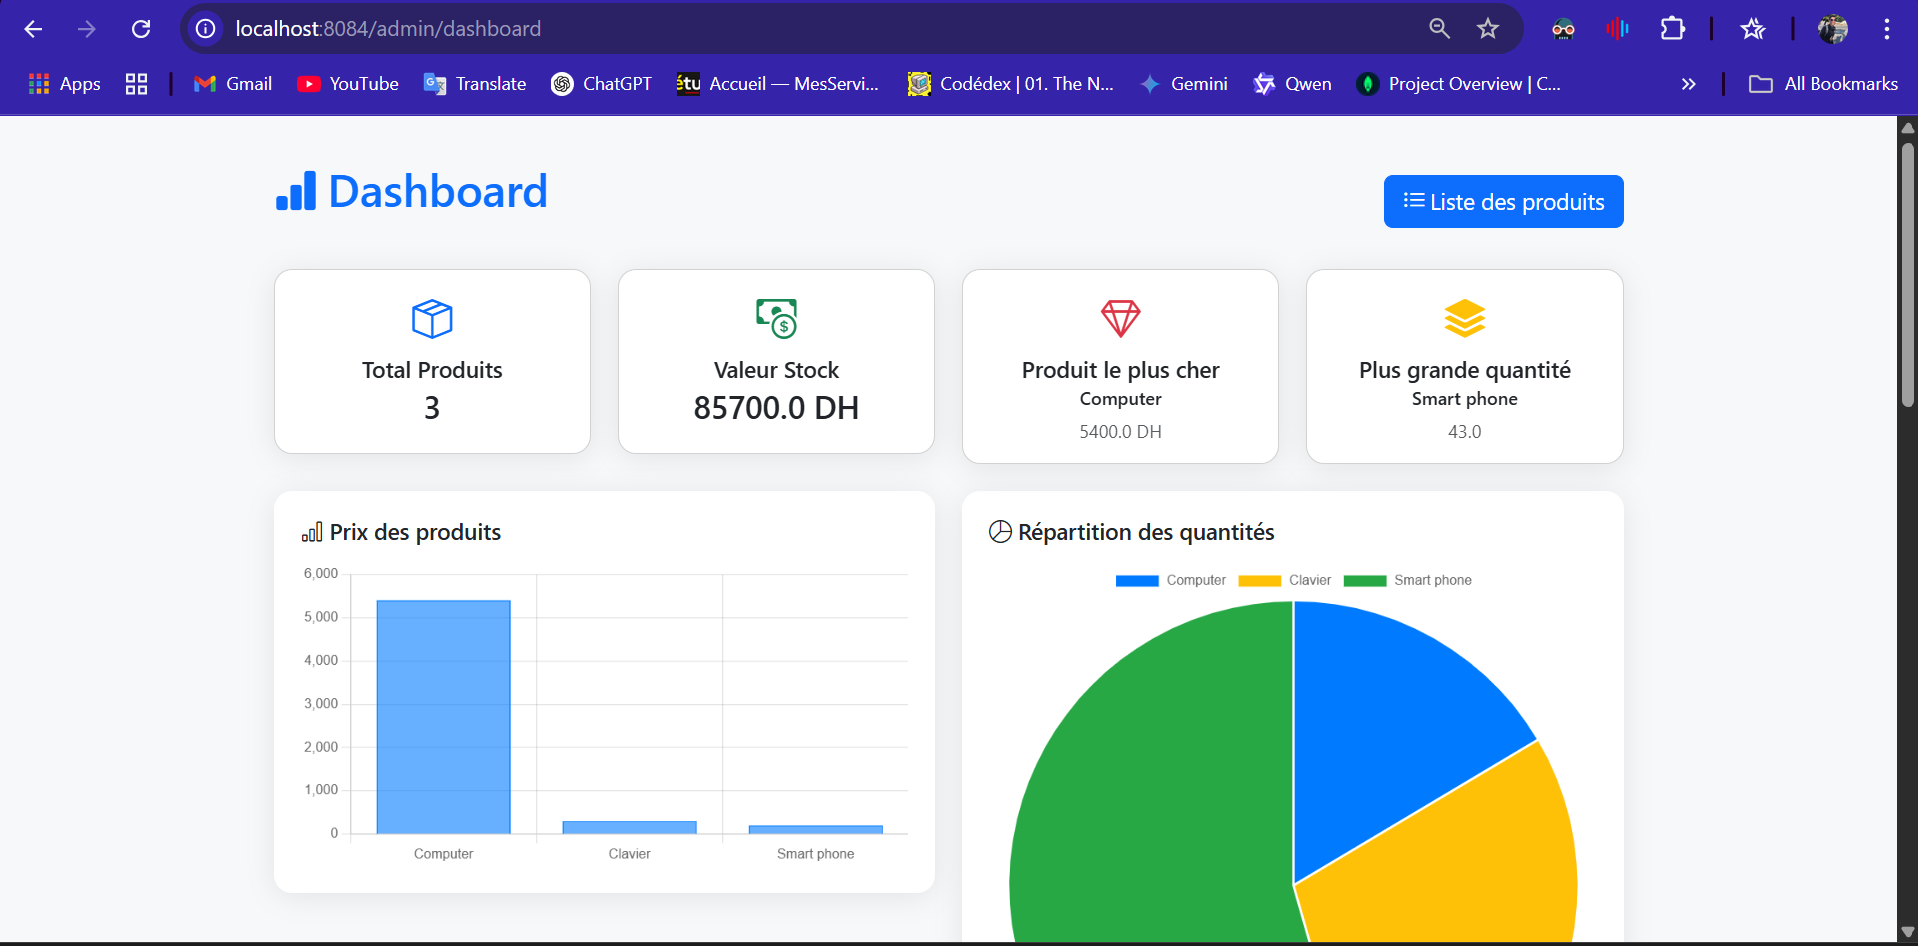 localhost:8084/admin/dashboard
Apps
Gmail
YouTube
Translate
ChatGPT
étu Accueil — MesServi...
Codédex | 01. The N...
Gemini
Qwen
Project Overview | C...
All Bookmarks
Dashboard
Liste des produits
Total Produits
3
Valeur Stock
85700.0 DH
Produit le plus cher
Computer
5400.0 DH
Plus grande quantité
Smart phone
43.0
Prix des produits
6,000
5,000
4,000
3,000
2,000
1,000
0
Computer
Clavier
Smart phone
Répartition des quantités
Computer
Clavier
Smart phone